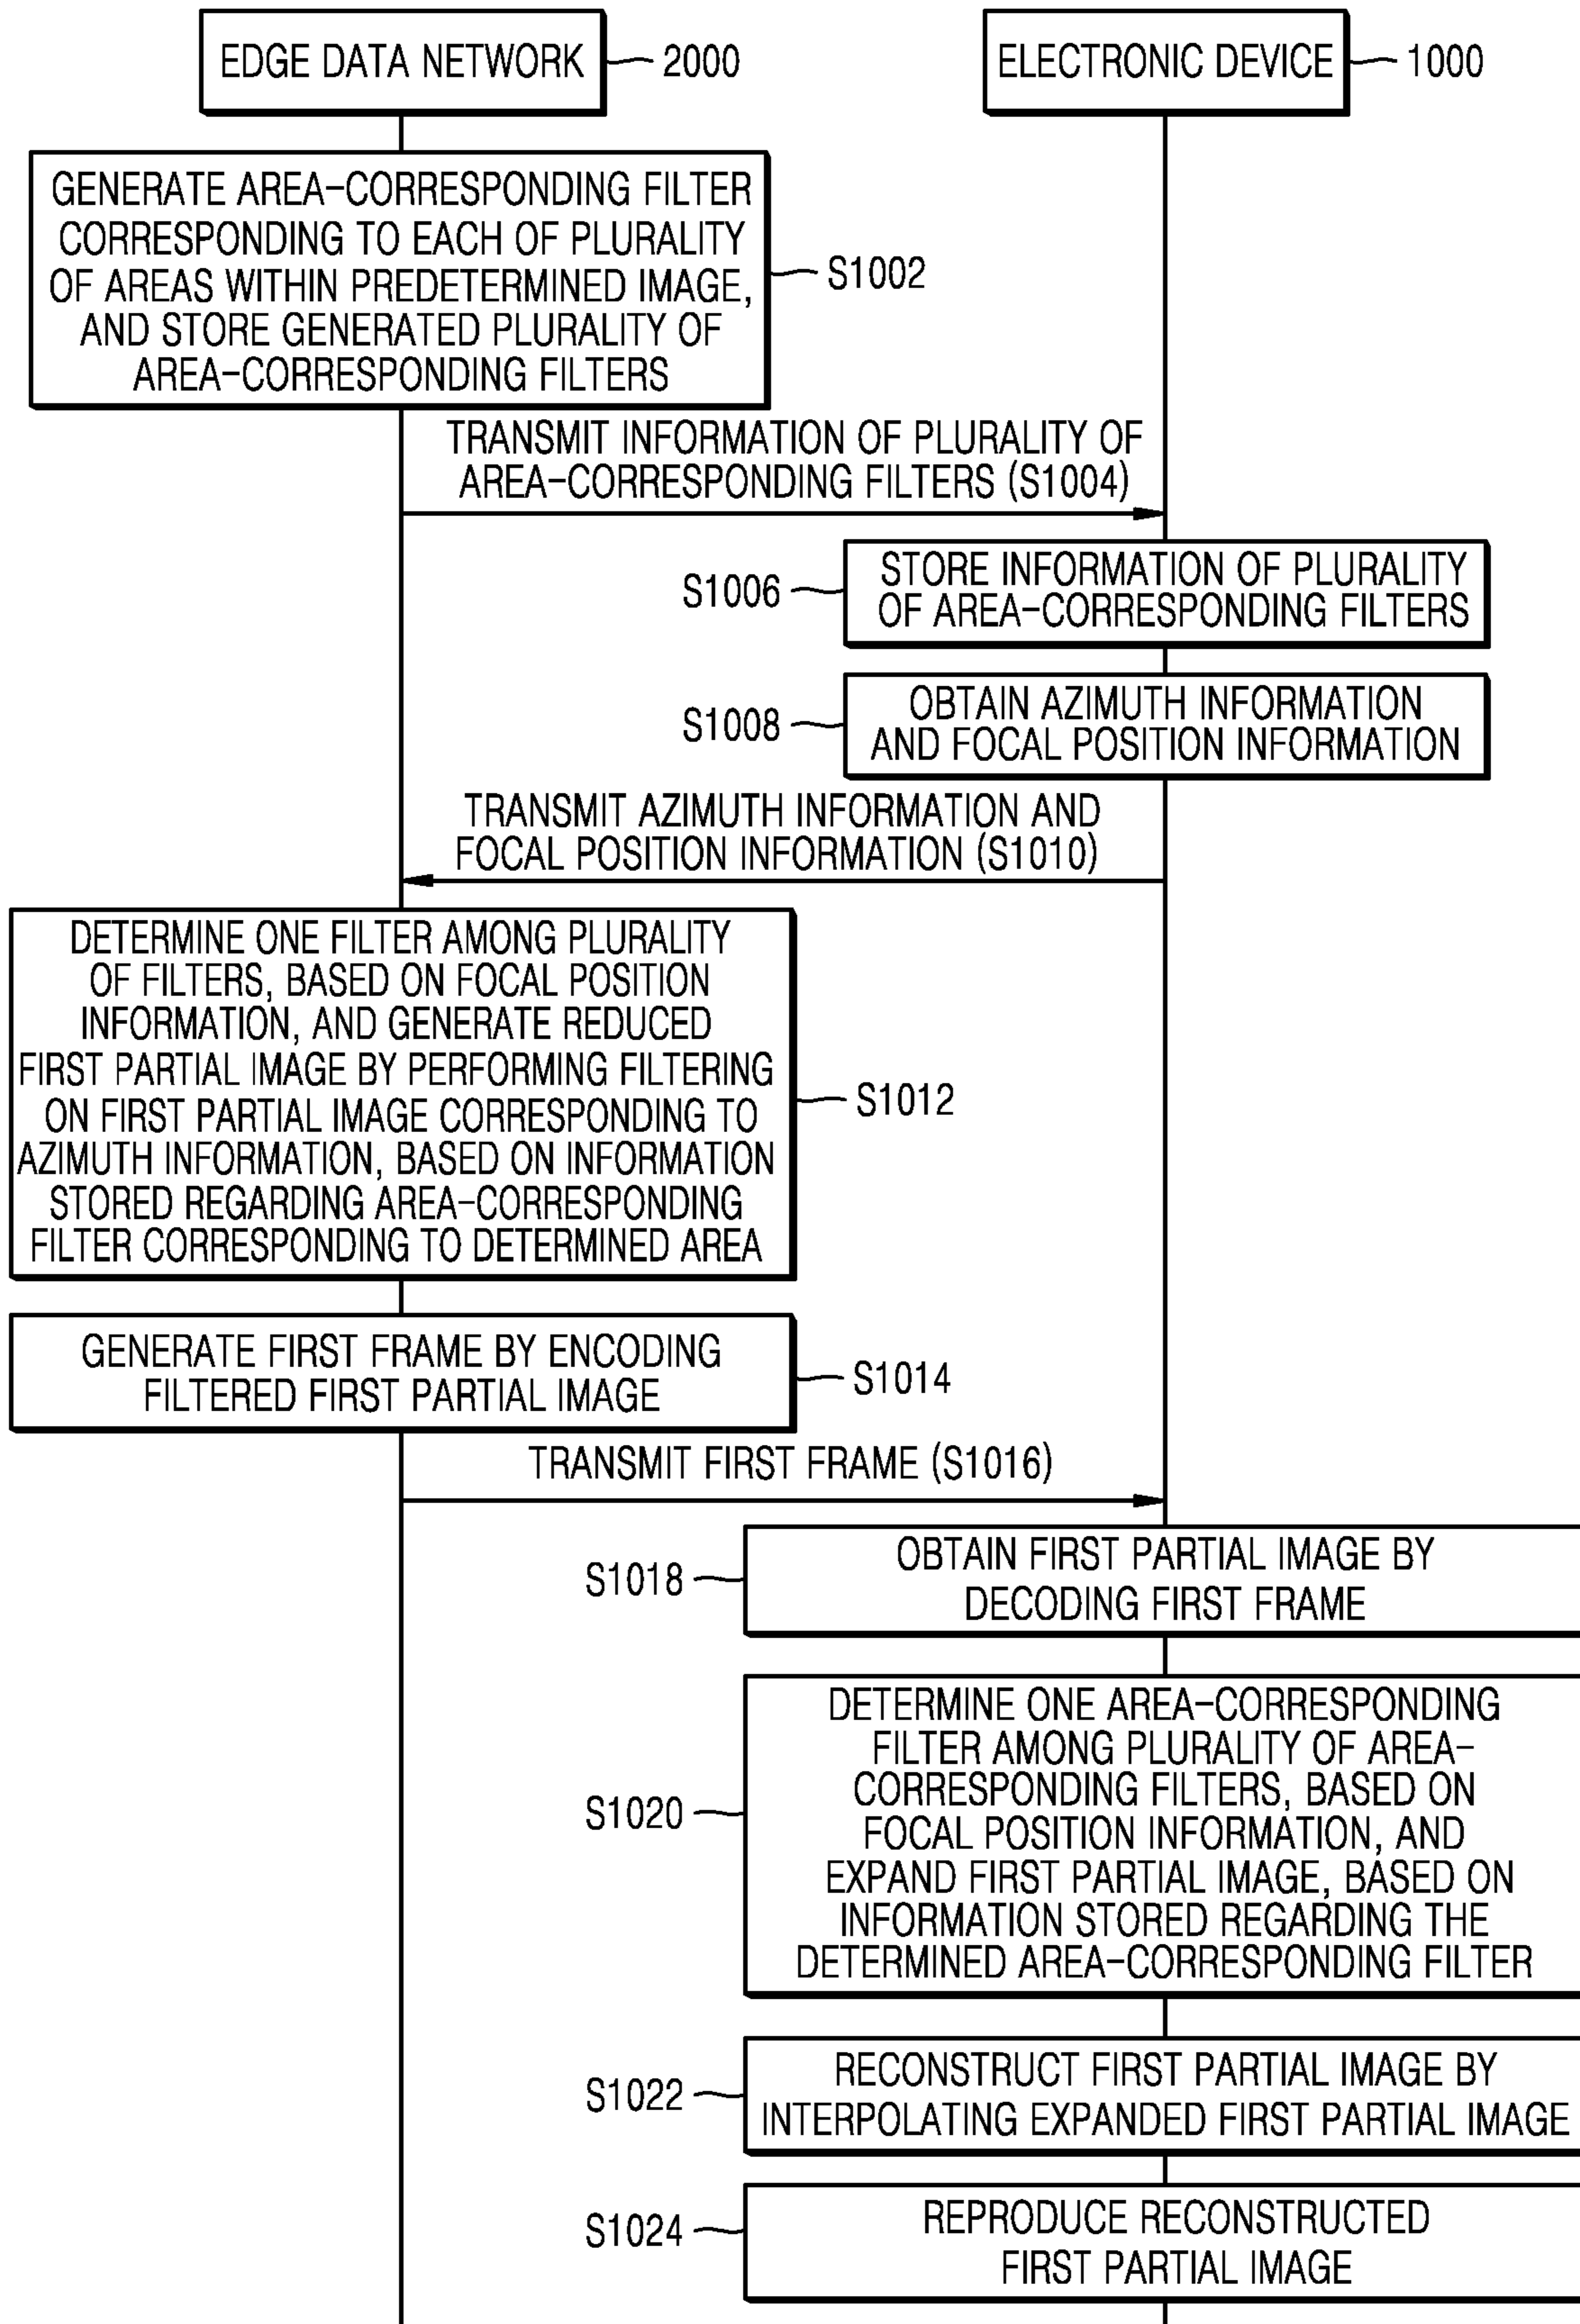 EDGE DATA NETWORK
2000
ELECTRONIC DEVICE
1000
GENERATE AREA-CORRESPONDING FILTER
CORRESPONDING TO EACH OF PLURALITY
OF AREAS WITHIN PREDETERMINED IMAGE,
AND STORE GENERATED PLURALITY OF
AREA-CORRESPONDING FILTERS
S1002
TRANSMIT INFORMATION OF PLURALITY OF
AREA-CORRESPONDING FILTERS (S1004)
S1006
STORE INFORMATION OF PLURALITY
OF AREA-CORRESPONDING FILTERS
S1008
OBTAIN AZIMUTH INFORMATION
AND FOCAL POSITION INFORMATION
TRANSMIT AZIMUTH INFORMATION AND
FOCAL POSITION INFORMATION (S1010)
DETERMINE ONE FILTER AMONG PLURALITY
OF FILTERS, BASED ON FOCAL POSITION
INFORMATION, AND GENERATE REDUCED
FIRST PARTIAL IMAGE BY PERFORMING FILTERING
ON FIRST PARTIAL IMAGE CORRESPONDING TO
AZIMUTH INFORMATION, BASED ON INFORMATION
STORED REGARDING AREA-CORRESPONDING
FILTER CORRESPONDING TO DETERMINED AREA
S1012
GENERATE FIRST FRAME BY ENCODING
FILTERED FIRST PARTIAL IMAGE
S1014
TRANSMIT FIRST FRAME (S1016)
S1018
OBTAIN FIRST PARTIAL IMAGE BY
DECODING FIRST FRAME
S1020
DETERMINE ONE AREA-CORRESPONDING
FILTER AMONG PLURALITY OF AREA-
CORRESPONDING FILTERS, BASED ON
FOCAL POSITION INFORMATION, AND
EXPAND FIRST PARTIAL IMAGE, BASED ON
INFORMATION STORED REGARDING THE
DETERMINED AREA-CORRESPONDING FILTER
S1022
RECONSTRUCT FIRST PARTIAL IMAGE BY
INTERPOLATING EXPANDED FIRST PARTIAL IMAGE
S1024
REPRODUCE RECONSTRUCTED
FIRST PARTIAL IMAGE